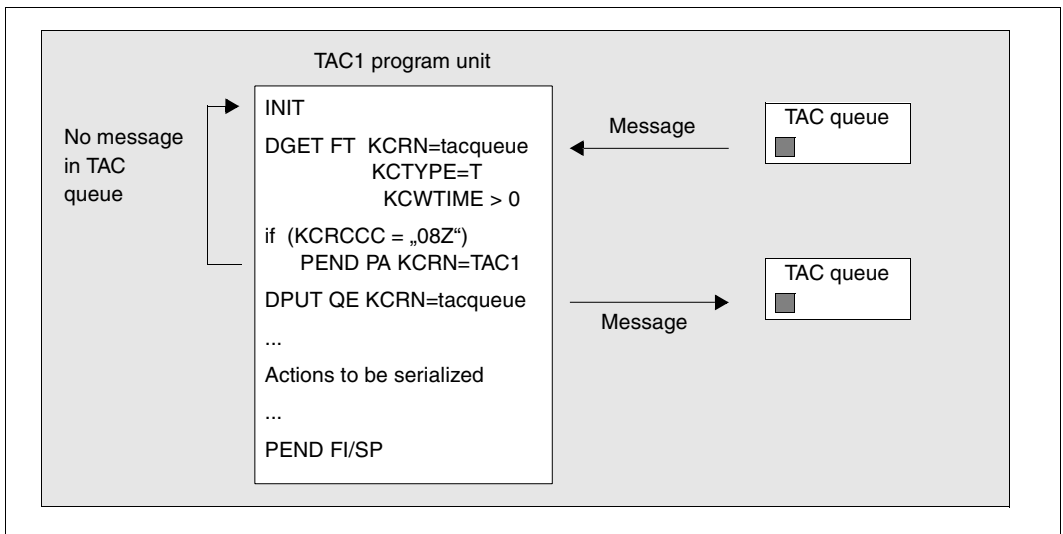 TAC1 program unit
No message
in TAC
queue
INIT
DGET FT KCRN=tacqueue
KCTYPE=T
KCWTIME > 0
if (KCRCCC = „08Z“)
PEND PA KCRN=TAC1
DPUT QE KCRN=tacqueue
...
Actions to be serialized
...
PEND FI/SP
Message
TAC queue
Message
TAC queue